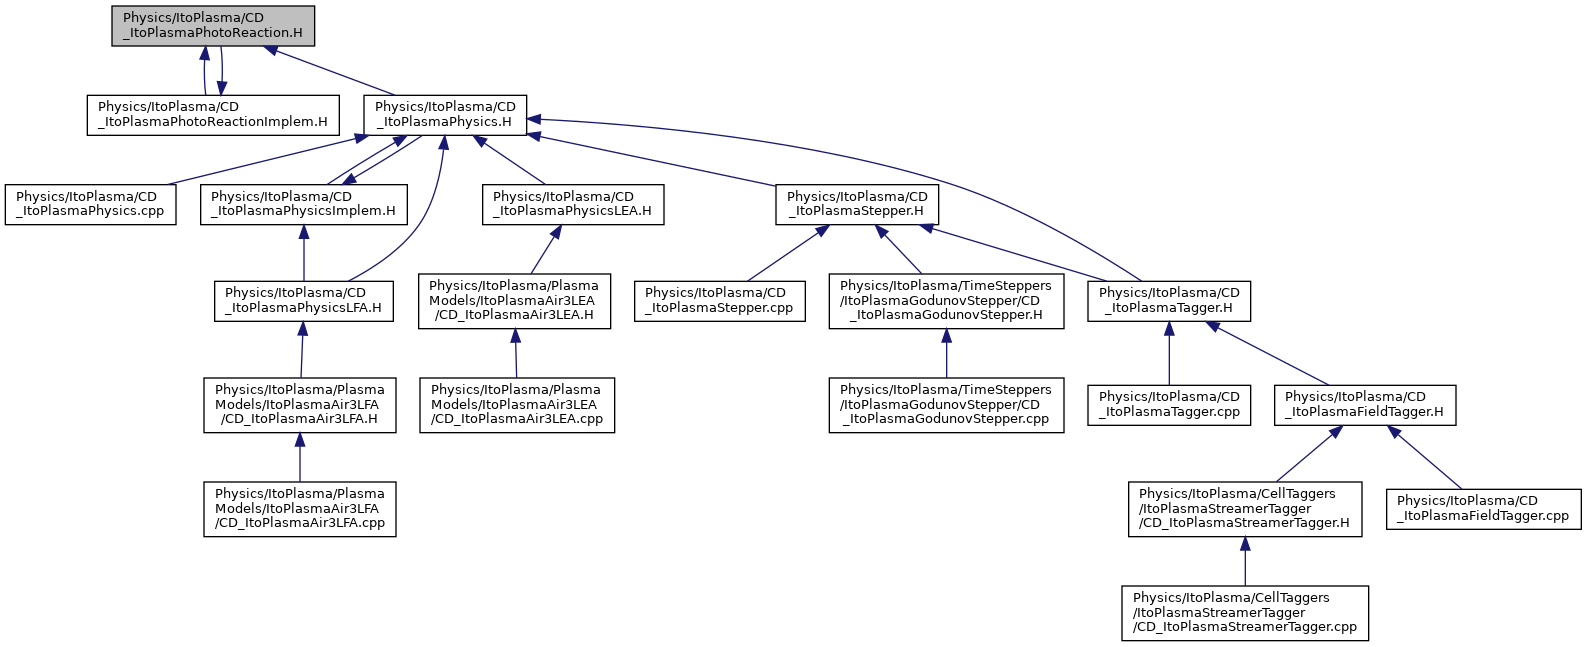 Physics/ItoPlasma/CD
_ItoPlasmaPhotoReaction.H
Physics/ItoPlasma/CD
_ItoPlasmaPhotoReactionImplem.H
Physics/ItoPlasma/CD
_ItoPlasmaPhysics.H
Physics/ItoPlasma/CD
_ItoPlasmaPhysics.cpp
Physics/ItoPlasma/CD
_ItoPlasmaPhysicsImplem.H
Physics/ItoPlasma/CD
_ItoPlasmaPhysicsLEA.H
Physics/ItoPlasma/CD
_ItoPlasmaStepper.H
Physics/ItoPlasma/CD
_ItoPlasmaPhysicsLFA.H
Physics/ItoPlasma/Plasma
Models/ItoPlasmaAir3LEA
/CD_ItoPlasmaAir3LEA.H
Physics/ItoPlasma/CD
_ItoPlasmaStepper.cpp
Physics/ItoPlasma/TimeSteppers
/ItoPlasmaGodunovStepper/CD
_ItoPlasmaGodunovStepper.H
Physics/ItoPlasma/CD
_ItoPlasmaTagger.H
Physics/ItoPlasma/Plasma
Models/ItoPlasmaAir3LFA
/CD_ItoPlasmaAir3LFA.H
Physics/ItoPlasma/Plasma
Models/ItoPlasmaAir3LEA
/CD_ItoPlasmaAir3LEA.cpp
Physics/ItoPlasma/TimeSteppers
/ItoPlasmaGodunovStepper/CD
_ItoPlasmaGodunovStepper.cpp
Physics/ItoPlasma/CD
_ItoPlasmaTagger.cpp
Physics/ItoPlasma/CD
_ItoPlasmaFieldTagger.H
Physics/ItoPlasma/Plasma
Models/ItoPlasmaAir3LFA
/CD_ItoPlasmaAir3LFA.cpp
Physics/ItoPlasma/CellTaggers
/ItoPlasmaStreamerTagger
/CD_ItoPlasmaStreamerTagger.H
Physics/ItoPlasma/CD
_ItoPlasmaFieldTagger.cpp
Physics/ItoPlasma/CellTaggers
/ItoPlasmaStreamerTagger
/CD_ItoPlasmaStreamerTagger.cpp